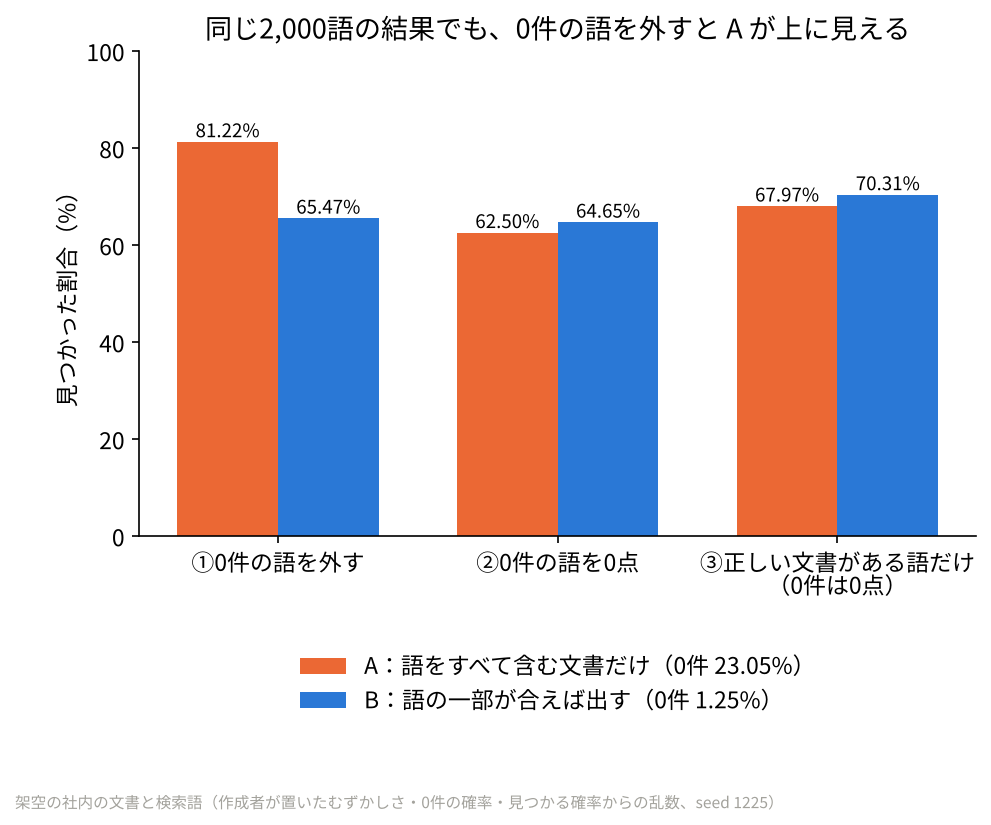 同じ2,000語の結果でも、0件の語を外すと A が上に見える
見つかった割合（%）
100
80
60
40
20
0
81.22%
65.47%
62.50%
64.65%
67.97%
70.31%
①0件の語を外す
②0件の語を0点
③正しい文書がある語だけ
（0件は0点）
A：語をすべて含む文書だけ（0件 23.05%）
B：語の一部が合えば出す（0件 1.25%）
架空の社内の文書と検索語（作成者が置いたむずかしさ・0件の確率・見つかる確率からの乱数、seed 1225）